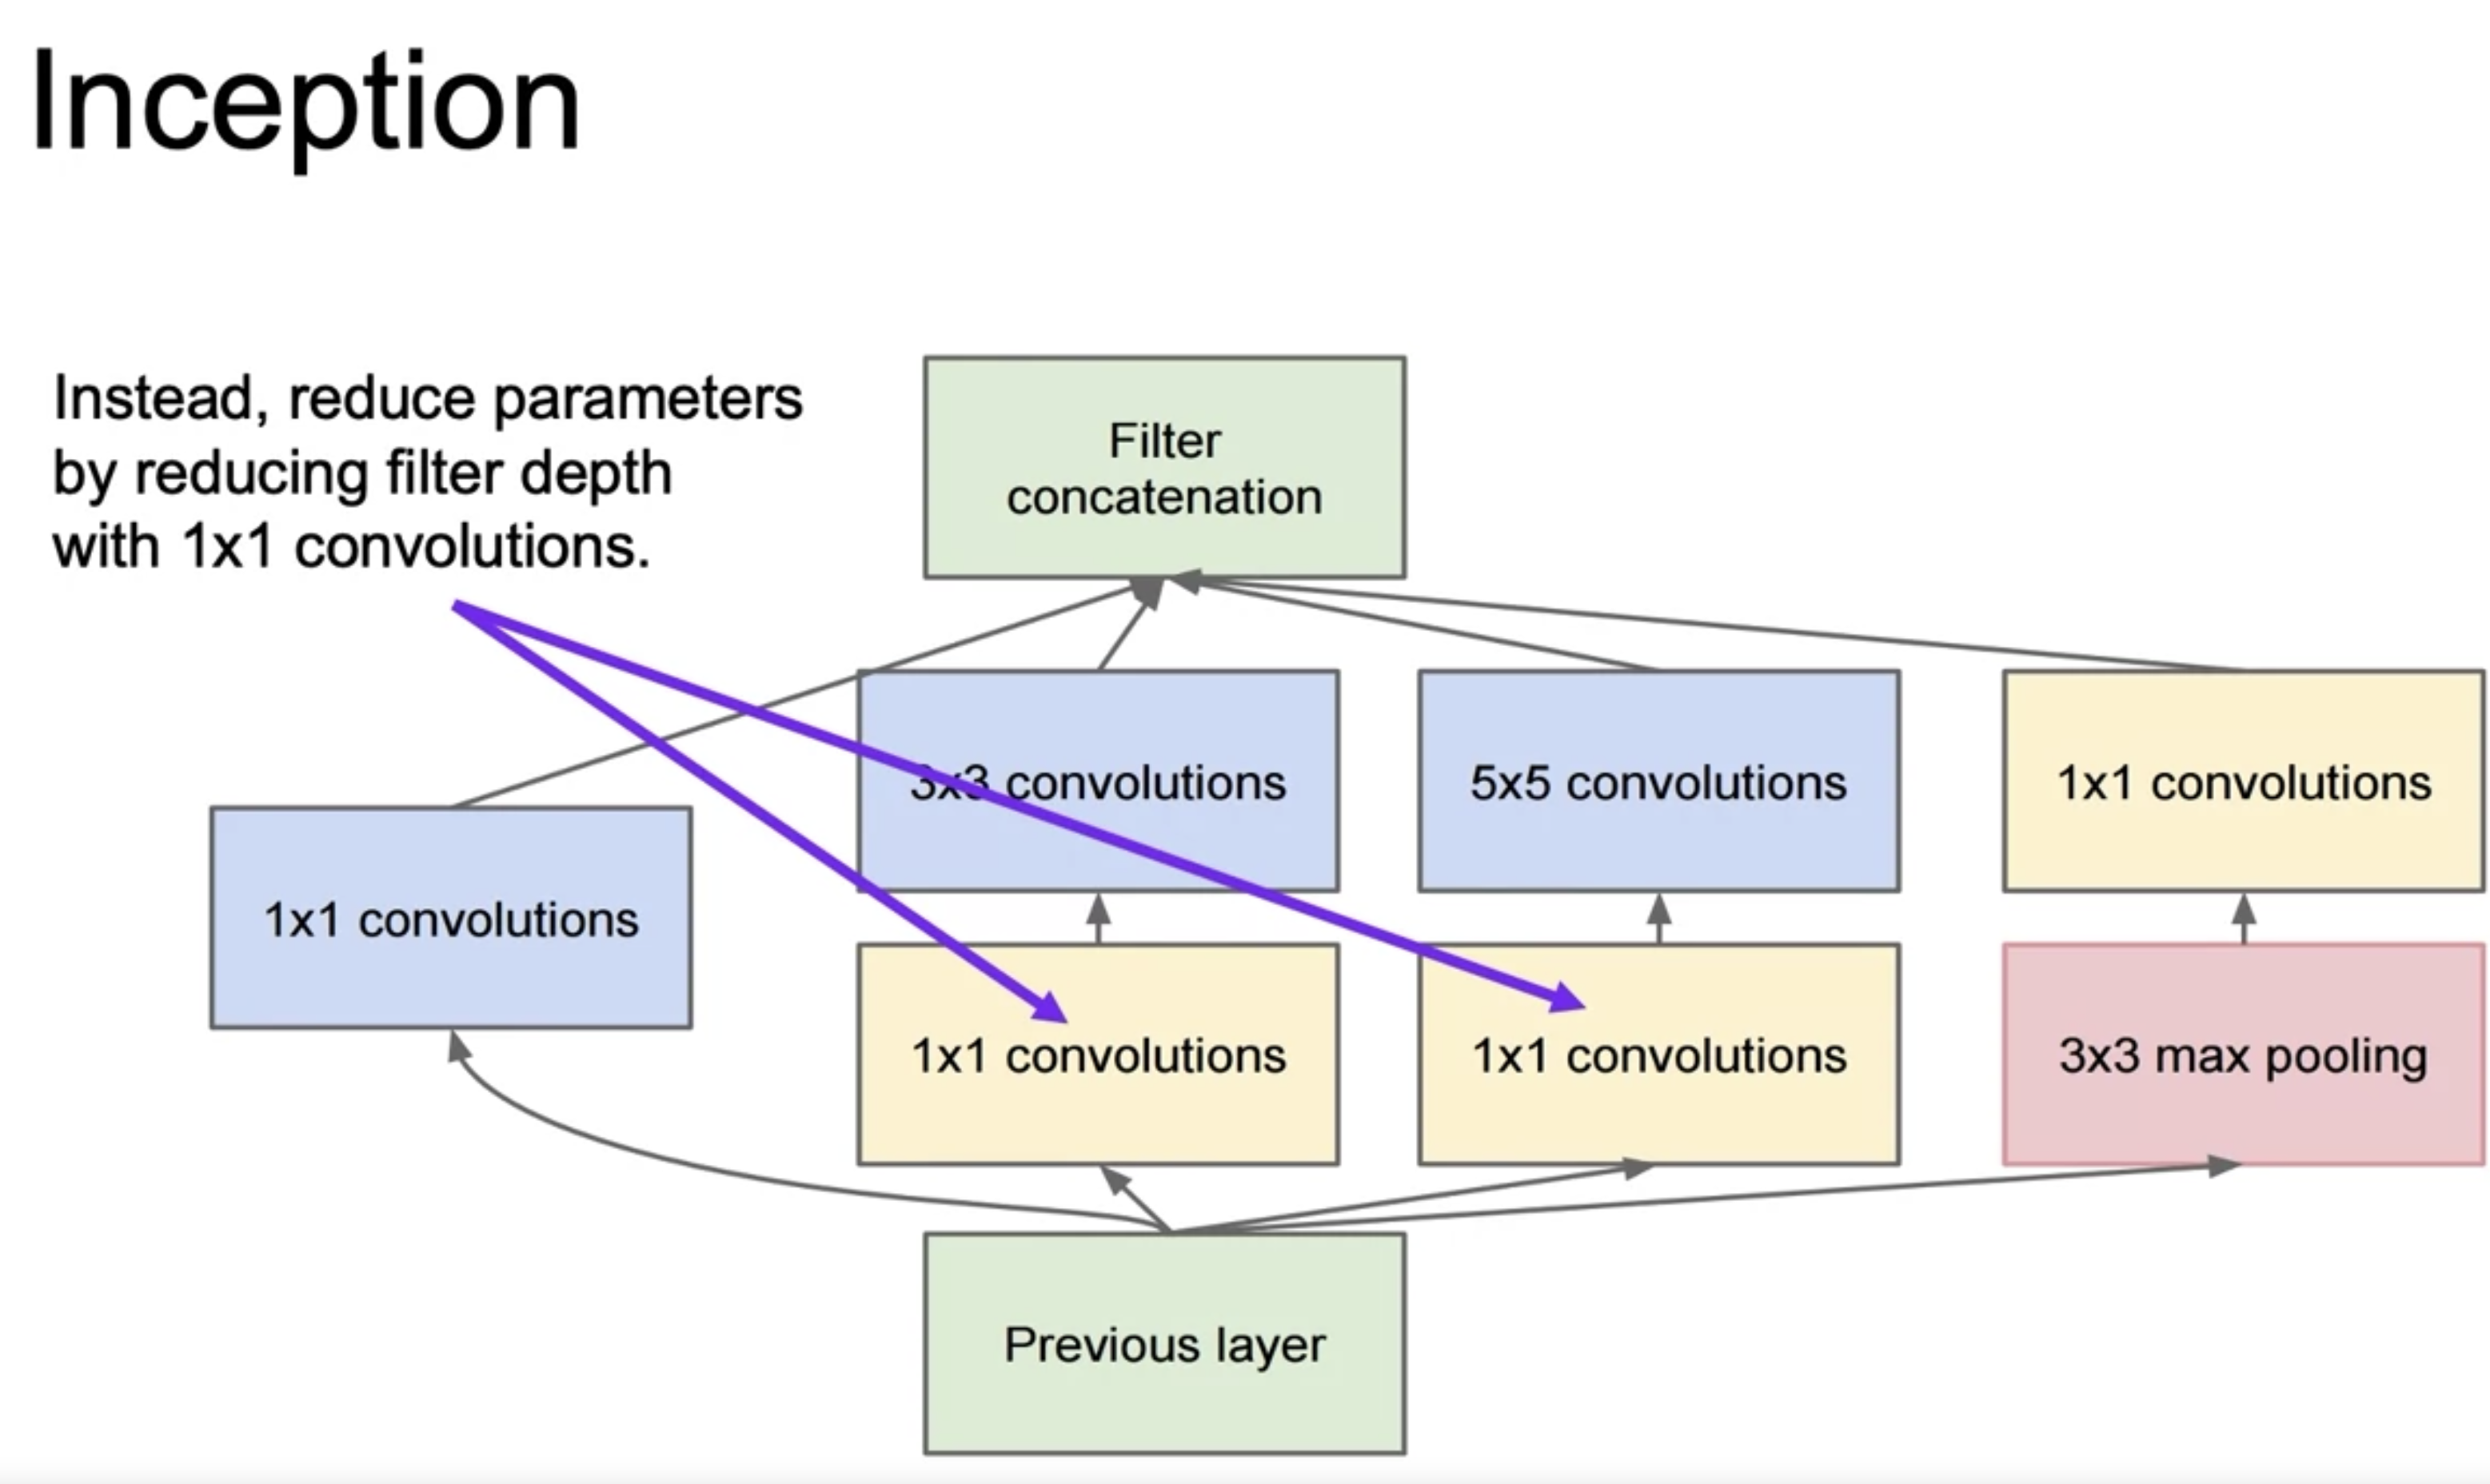 Inception
Instead, reduce parameters
by reducing filter depth
with 1x1 convolutions.
Filter
concatenation
3x3 convolutions
5x5 convolutions
1x1 convolutions
1x1 convolutions
1x1 convolutions
1x1 convolutions
3x3 max pooling
Previous layer